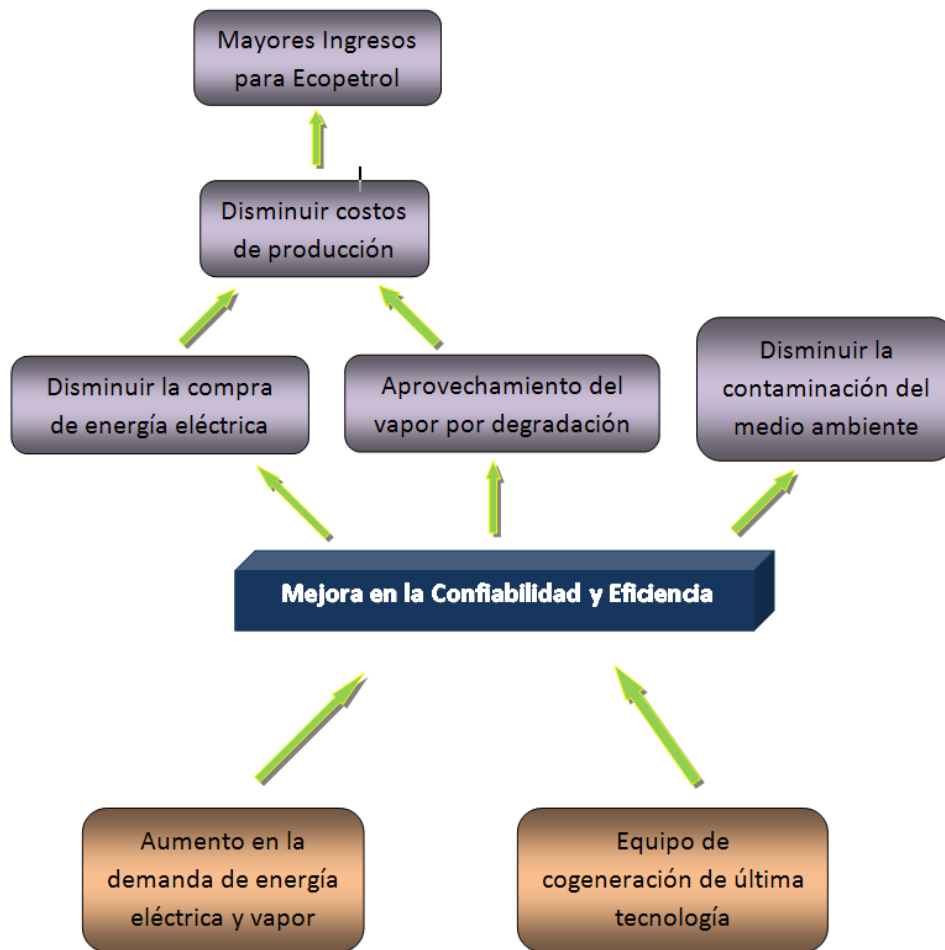 Mayores Ingresos
para Ecopetrol
Disminuir costos
de producción
Disminuir la compra
de energía eléctrica
Aprovechamiento del
vapor por degradación
Disminuir la
contaminación del
medio ambiente
Mejora en la Confiabilidad y Eficiencia
Aumento en la
demanda de energía
eléctrica y vapor
Equipo de
cogeneración de última
tecnología